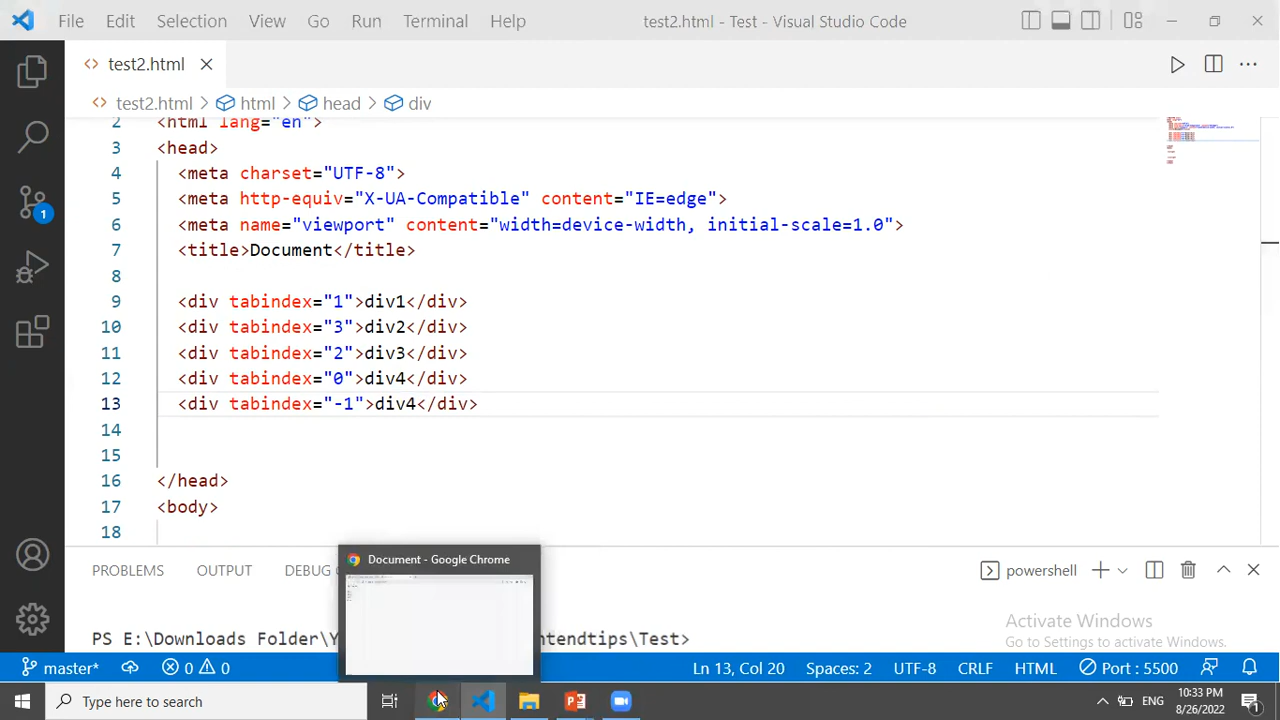 File Edit Selection View Go Run Terminal Help test2.html - Test - Visual Studio Code
test2.html
test2.html > html > head > div
2 <html lang="en">
3 <head>
4 <meta charset="UTF-8">
5 <meta http-equiv="X-UA-Compatible" content="IE=edge">
6 <meta name="viewport" content="width=device-width, initial-scale=1.0">
7 <title>Document</title>
8
9 <div tabindex="1">div1</div>
10 <div tabindex="3">div2</div>
11 <div tabindex="2">div3</div>
12 <div tabindex="0">div4</div>
13 <div tabindex="-1">div4</div>
14
15
16 </head>
17 <body>
18
1
Document - Google Chrome
PROBLEMS OUTPUT DEBUG powershell
PS E:\Downloads Folder\Y ntendtips\Test>
Activate Windows
Go to Settings to activate Windows.
master* 0 0 Ln 13, Col 20 Spaces: 2 UTF-8 CRLF HTML Port : 5500
Type here to search ENG 10:33 PM
8/26/2022 1